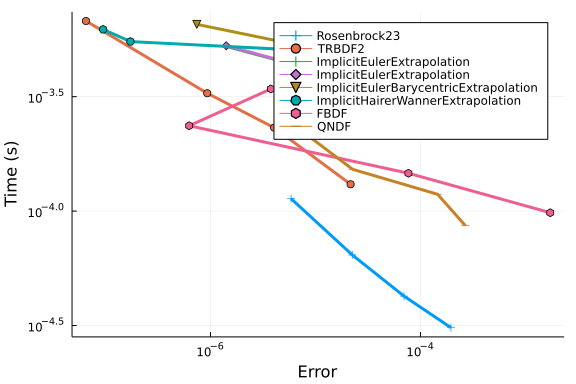 Rosenbrock23
TRBDF2
ImplicitEulerExtrapolation
ImplicitEulerExtrapolation
ImplicitEulerBarycentricExtrapolation
ImplicitHairerWannerExtrapolation
FBDF
QNDF
Time (s)
10⁻³·⁵
10⁻⁴·⁰
10⁻⁴·⁵
10⁻⁶
10⁻⁴
Error